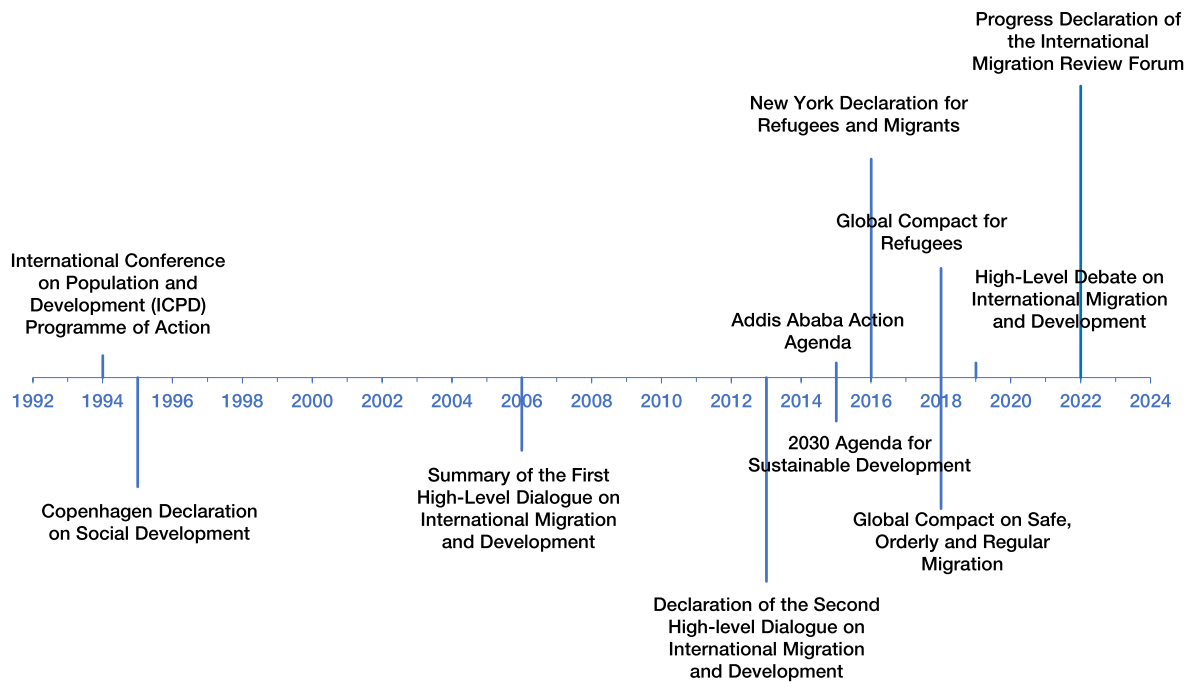 Progress Declaration of
the International
Migration Review Forum
New York Declaration for
Refugees and Migrants
Global Compact for
Refugees
International Conference
on Population and
Development (ICPD)
Programme of Action
High-Level Debate on
International Migration
and Development
Addis Ababa Action
Agenda
1992 1994 1996 1998 2000 2002 2004 2006 2008 2010 2012 2014 2016 2018 2020 2022 2024
2030 Agenda for
Sustainable Development
Summary of the First
High-Level Dialogue on
International Migration
and Development
Copenhagen Declaration
on Social Development
Global Compact on Safe,
Orderly and Regular
Migration
Declaration of the Second
High-level Dialogue on
International Migration
and Development